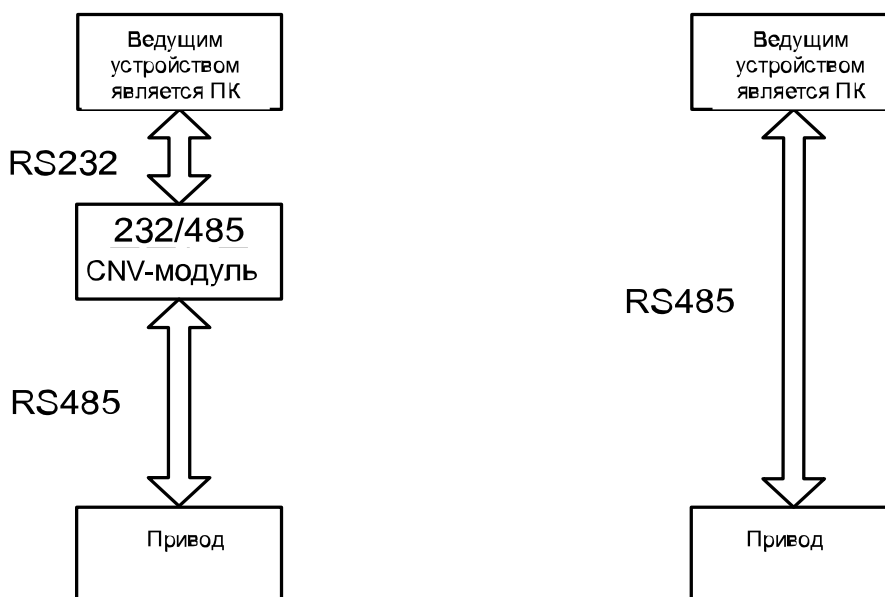 Ведущим
устройством
является ПК
RS232
232/485
CNV-модуль
RS485
Привод
Ведущим
устройством
является ПК
RS485
Привод